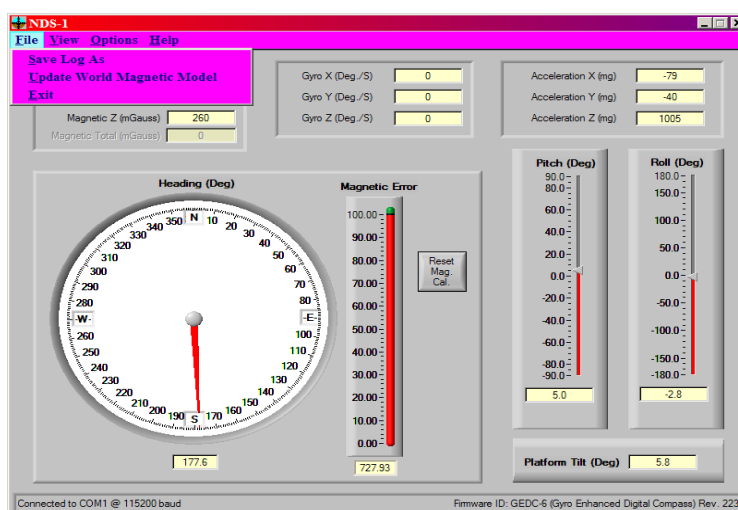 NDS-1
File View Options Help
Save Log As
Update World Magnetic Model
Exit
Magnetic Z (mGauss) 260
Magnetic Total (mGauss) 0
Gyro X (Deg./S) 0
Gyro Y (Deg./S) 0
Gyro Z (Deg./S) 0
Acceleration X (mg) -79
Acceleration Y (mg) -40
Acceleration Z (mg) 1005
Heading (Deg)
N 10 20 30 40 50 60 70 80 -E- 100 110 120 130 140 150 160 170 S 190 200 210 220 230 240 250 260 -W- 280 290 300 310 320 330 340 350
177.6
Magnetic Error
100.00
90.00
80.00
70.00
60.00
50.00
40.00
30.00
20.00
10.00
0.00
727.93
Reset
Mag.
Cal.
Pitch (Deg)
90.0
80.0
60.0
40.0
20.0
0.0
-20.0
-40.0
-60.0
-80.0
-90.0
5.0
Roll (Deg)
180.0
150.0
100.0
50.0
0.0
-50.0
-100.0
-150.0
-180.0
-2.8
Platform Tilt (Deg) 5.8
Connected to COM1 @ 115200 baud
Firmware ID: GEDC-6 (Gyro Enhanced Digital Compass) Rev. 223